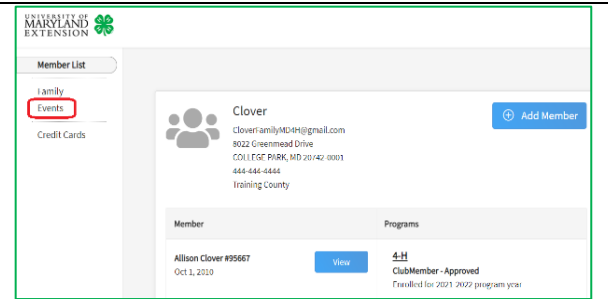 UNIVERSITY OF
MARYLAND
EXTENSION
Member List
Family
Events
Credit Cards
Clover
CloverFamilyMD4H@gmail.com
8022 Greenmead Drive
COLLEGE PARK, MD 20742-0001
444-444-4444
Training County
Add Member
Member
Programs
Allison Clover #95667
Oct 1, 2010
View
4-H
ClubMember - Approved
Enrolled for 2021-2022 program year